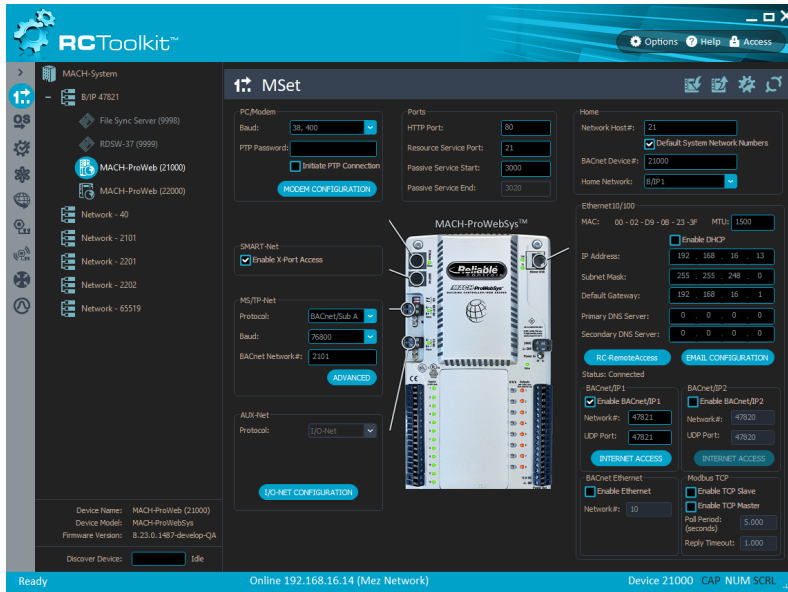 RCToolkit™
Options Help Access
MACH-System
B/IP 47821
File Sync Server (9998)
RDSW-37 (9999)
MACH-ProWeb (21000)
MACH-ProWeb (22000)
Network - 40
Network - 2101
Network - 2201
Network - 2202
Network - 65519
Device Name: MACH-ProWeb (21000)
Device Model: MACH-ProWebSys
Firmware Version: 8.23.0.1487-develop-QA
Discover Device: Idle
MSet
PC/Modem
Baud: 38, 400
PTP Password:
Initiate PTP Connection
MODEM CONFIGURATION
Ports
HTTP Port: 80
Resource Service Port: 21
Passive Service Start: 3000
Passive Service End: 3020
Home
Network Host#: 21
Default System Network Numbers
BACnet Device#: 21000
Home Network: B/IP1
SMART-Net
Enable X-Port Access
MS/TP-Net
Protocol: BACnet/Sub A
Baud: 76800
BACnet Network#: 2101
ADVANCED
AUX-Net
Protocol: I/O-Net
I/O-NET CONFIGURATION
MACH-ProWebSys™
Reliable
controls
MACH-ProWebSys
CE
Ethernet10/100
MAC: 00 - 02 - D9 - 0B - 23 -3F MTU: 1500
Enable DHCP
IP Address: 192 . 168 . 16 . 13
Subnet Mask: 255 . 255 . 248 . 0
Default Gateway: 192 . 168 . 16 . 1
Primary DNS Server: 0 . 0 . 0 . 0
Secondary DNS Server: 0 . 0 . 0 . 0
RC-RemoteAccess EMAIL CONFIGURATION
Status: Connected
BACnet/IP1
Enable BACnet/IP1
Network#: 47821
UDP Port: 47821
INTERNET ACCESS
BACnet/IP2
Enable BACnet/IP2
Network#: 47820
UDP Port: 47820
INTERNET ACCESS
BACnet Ethernet
Enable Ethernet
Network#: 10
Modbus TCP
Enable TCP Slave
Enable TCP Master
Poll Period: 5.000
(seconds)
Reply Timeout: 1.000
Ready Online 192.168.16.14 (Mez Network) Device 21000 CAP NUM SCRL